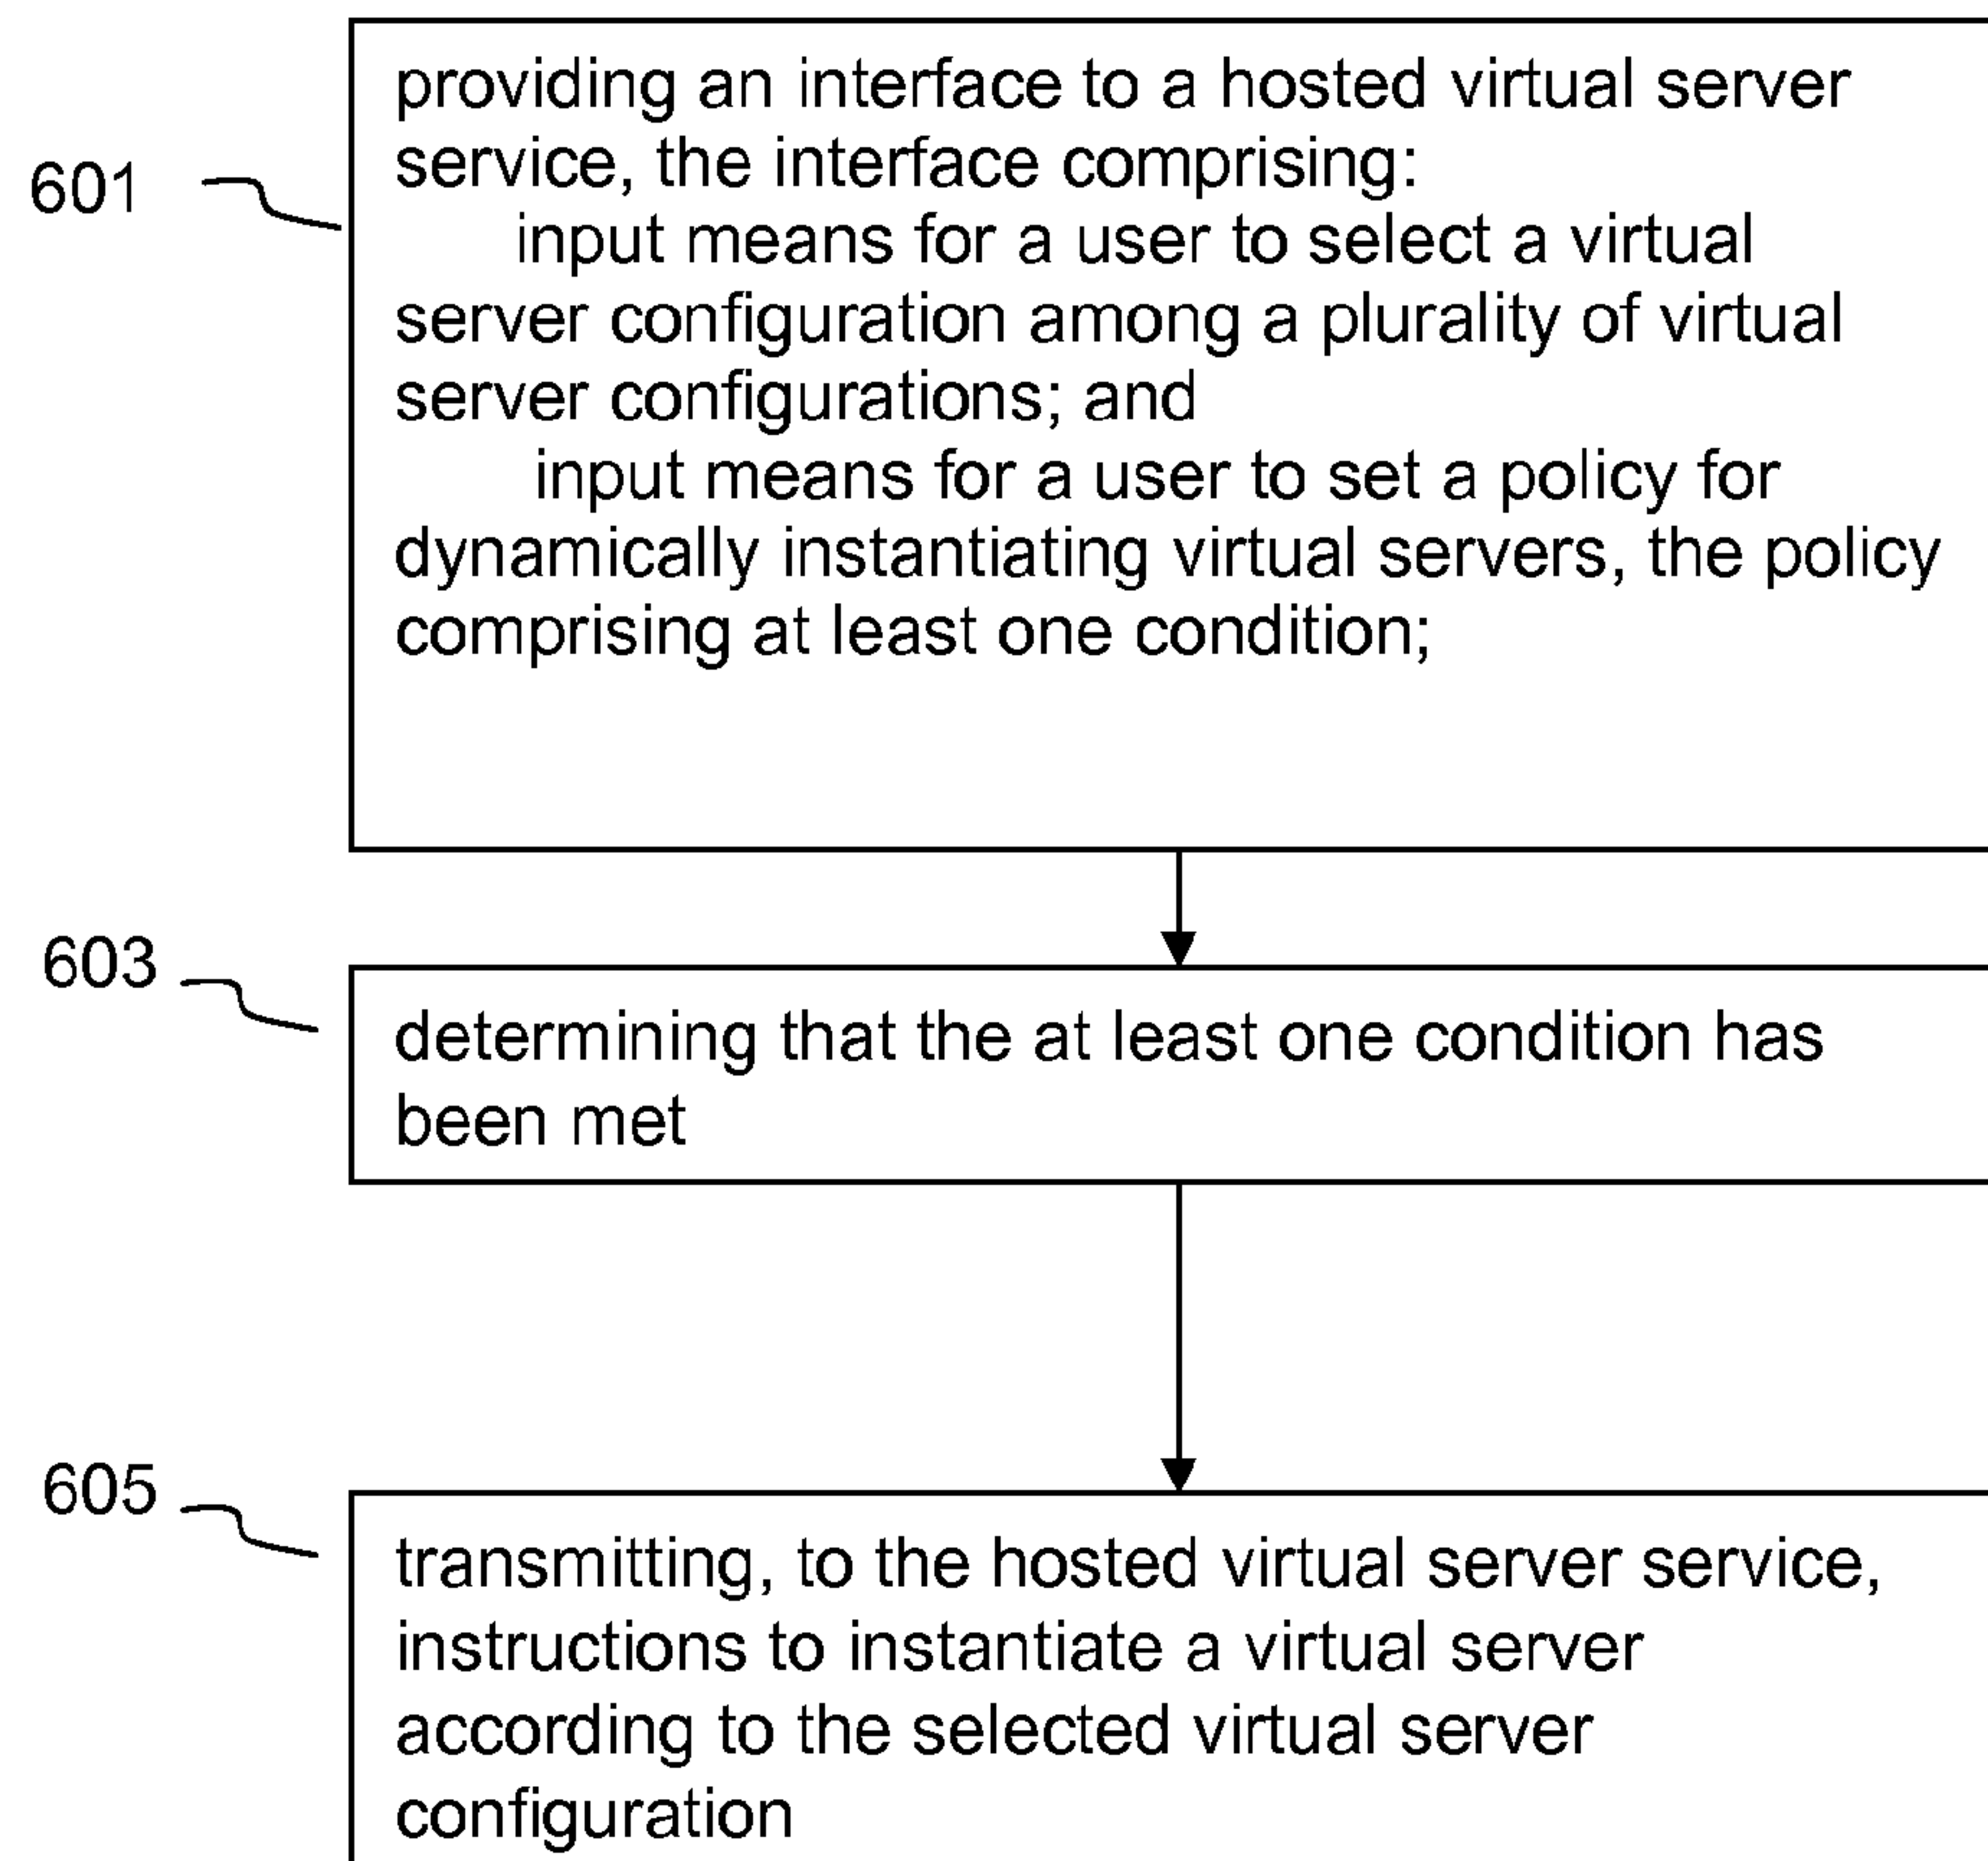 providing an interface to a hosted virtual server
service, the interface comprising:
601
input means for a user to select a virtual
server configuration among a plurality of virtual
server configurations; and
input means for a user to set a policy for
dynamically instantiating virtual servers, the policy
comprising at least one condition;
603
determining that the at least one condition has
been met
605
transmitting, to the hosted virtual server service,
instructions to instantiate a virtual server
according to the selected virtual server
configuration